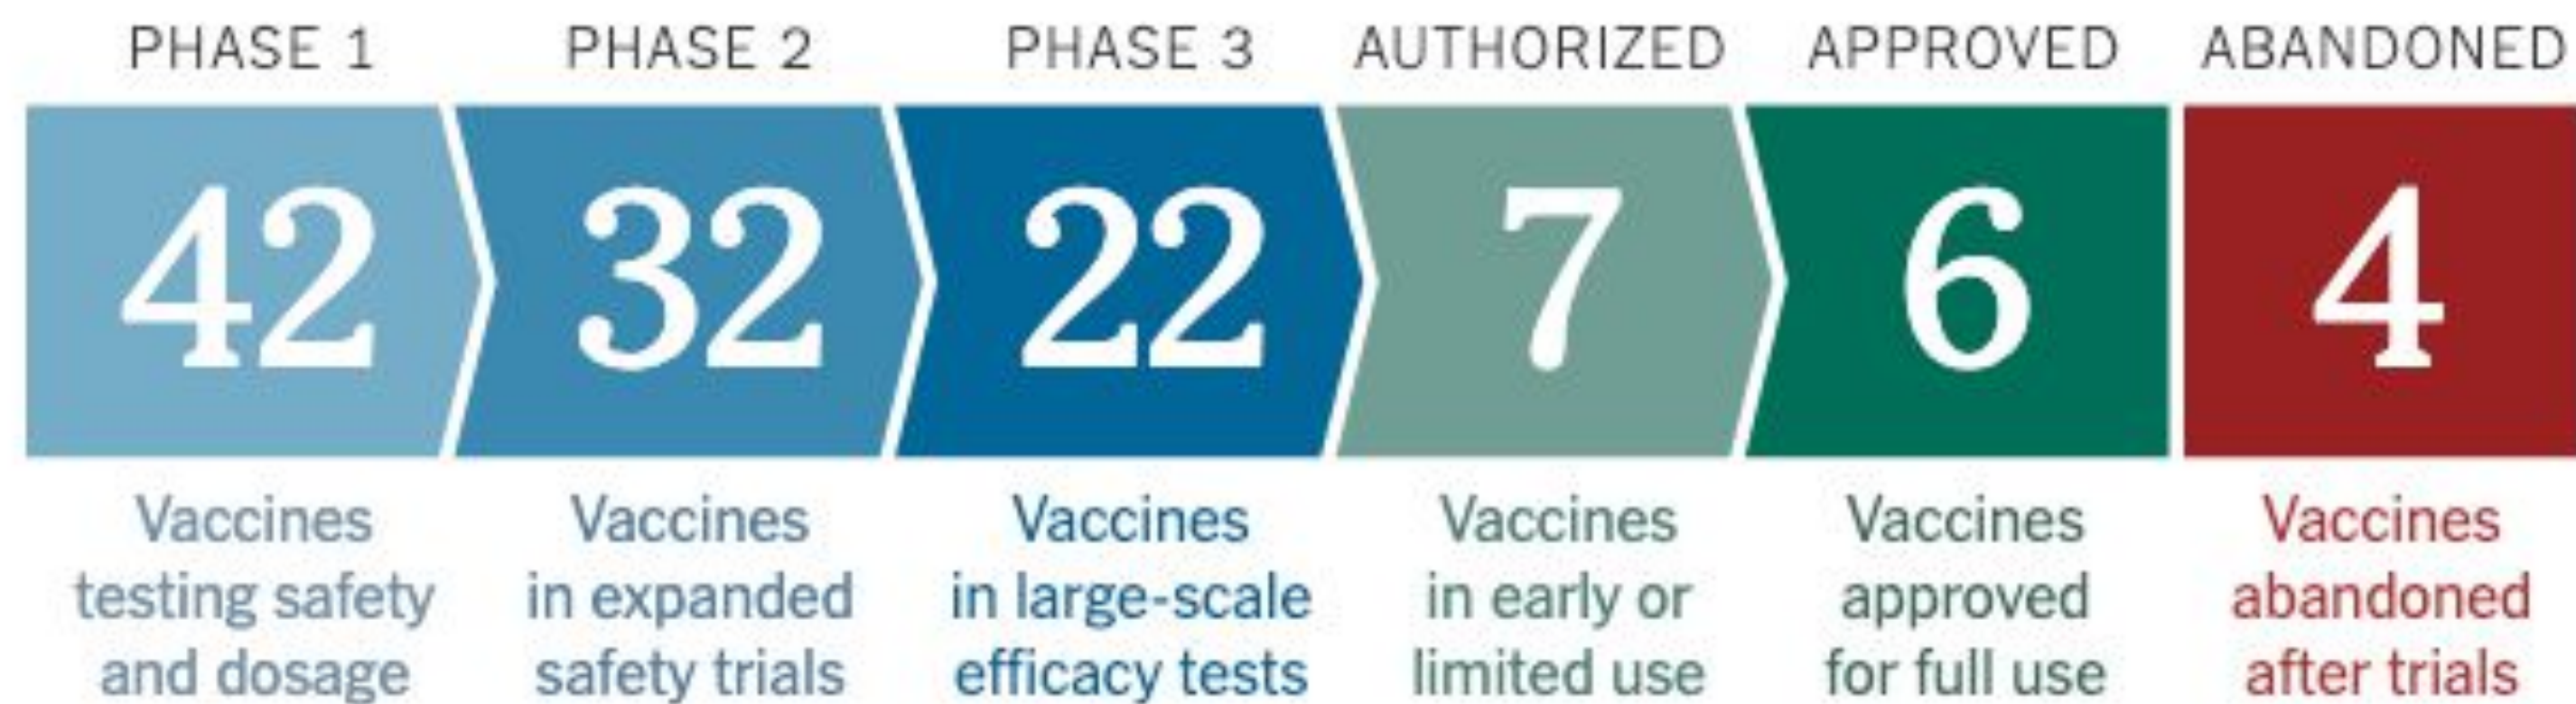 PHASE 1 PHASE 2 PHASE 3 AUTHORIZED APPROVED ABANDONED
42 32 22 7 6 4
Vaccines Vaccines Vaccines Vaccines Vaccines Vaccines
testing safety in expanded in large-scale in early or approved abandoned
and dosage safety trials efficacy tests limited use for full use after trials